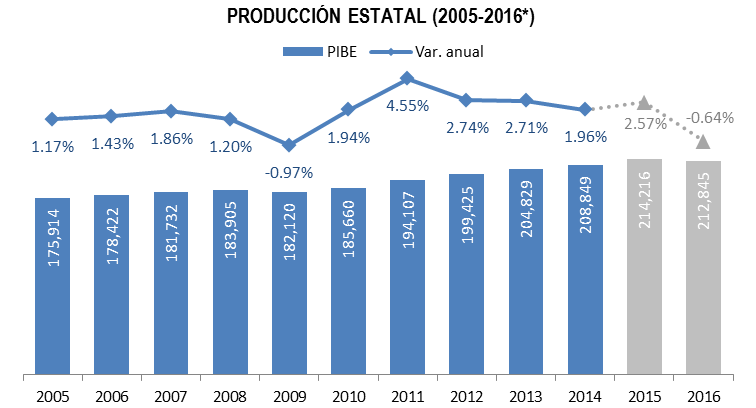 PRODUCCIÓN ESTATAL (2005-2016*)
PIBE Var. anual
1.17% 1.43% 1.86% 1.20% -0.97% 1.94% 4.55% 2.74% 2.71% 1.96% 2.57% -0.64%
175,914 178,422 181,732 183,905 182,120 185,660 194,107 199,425 204,829 208,849 214,216 212,845
2005 2006 2007 2008 2009 2010 2011 2012 2013 2014 2015 2016